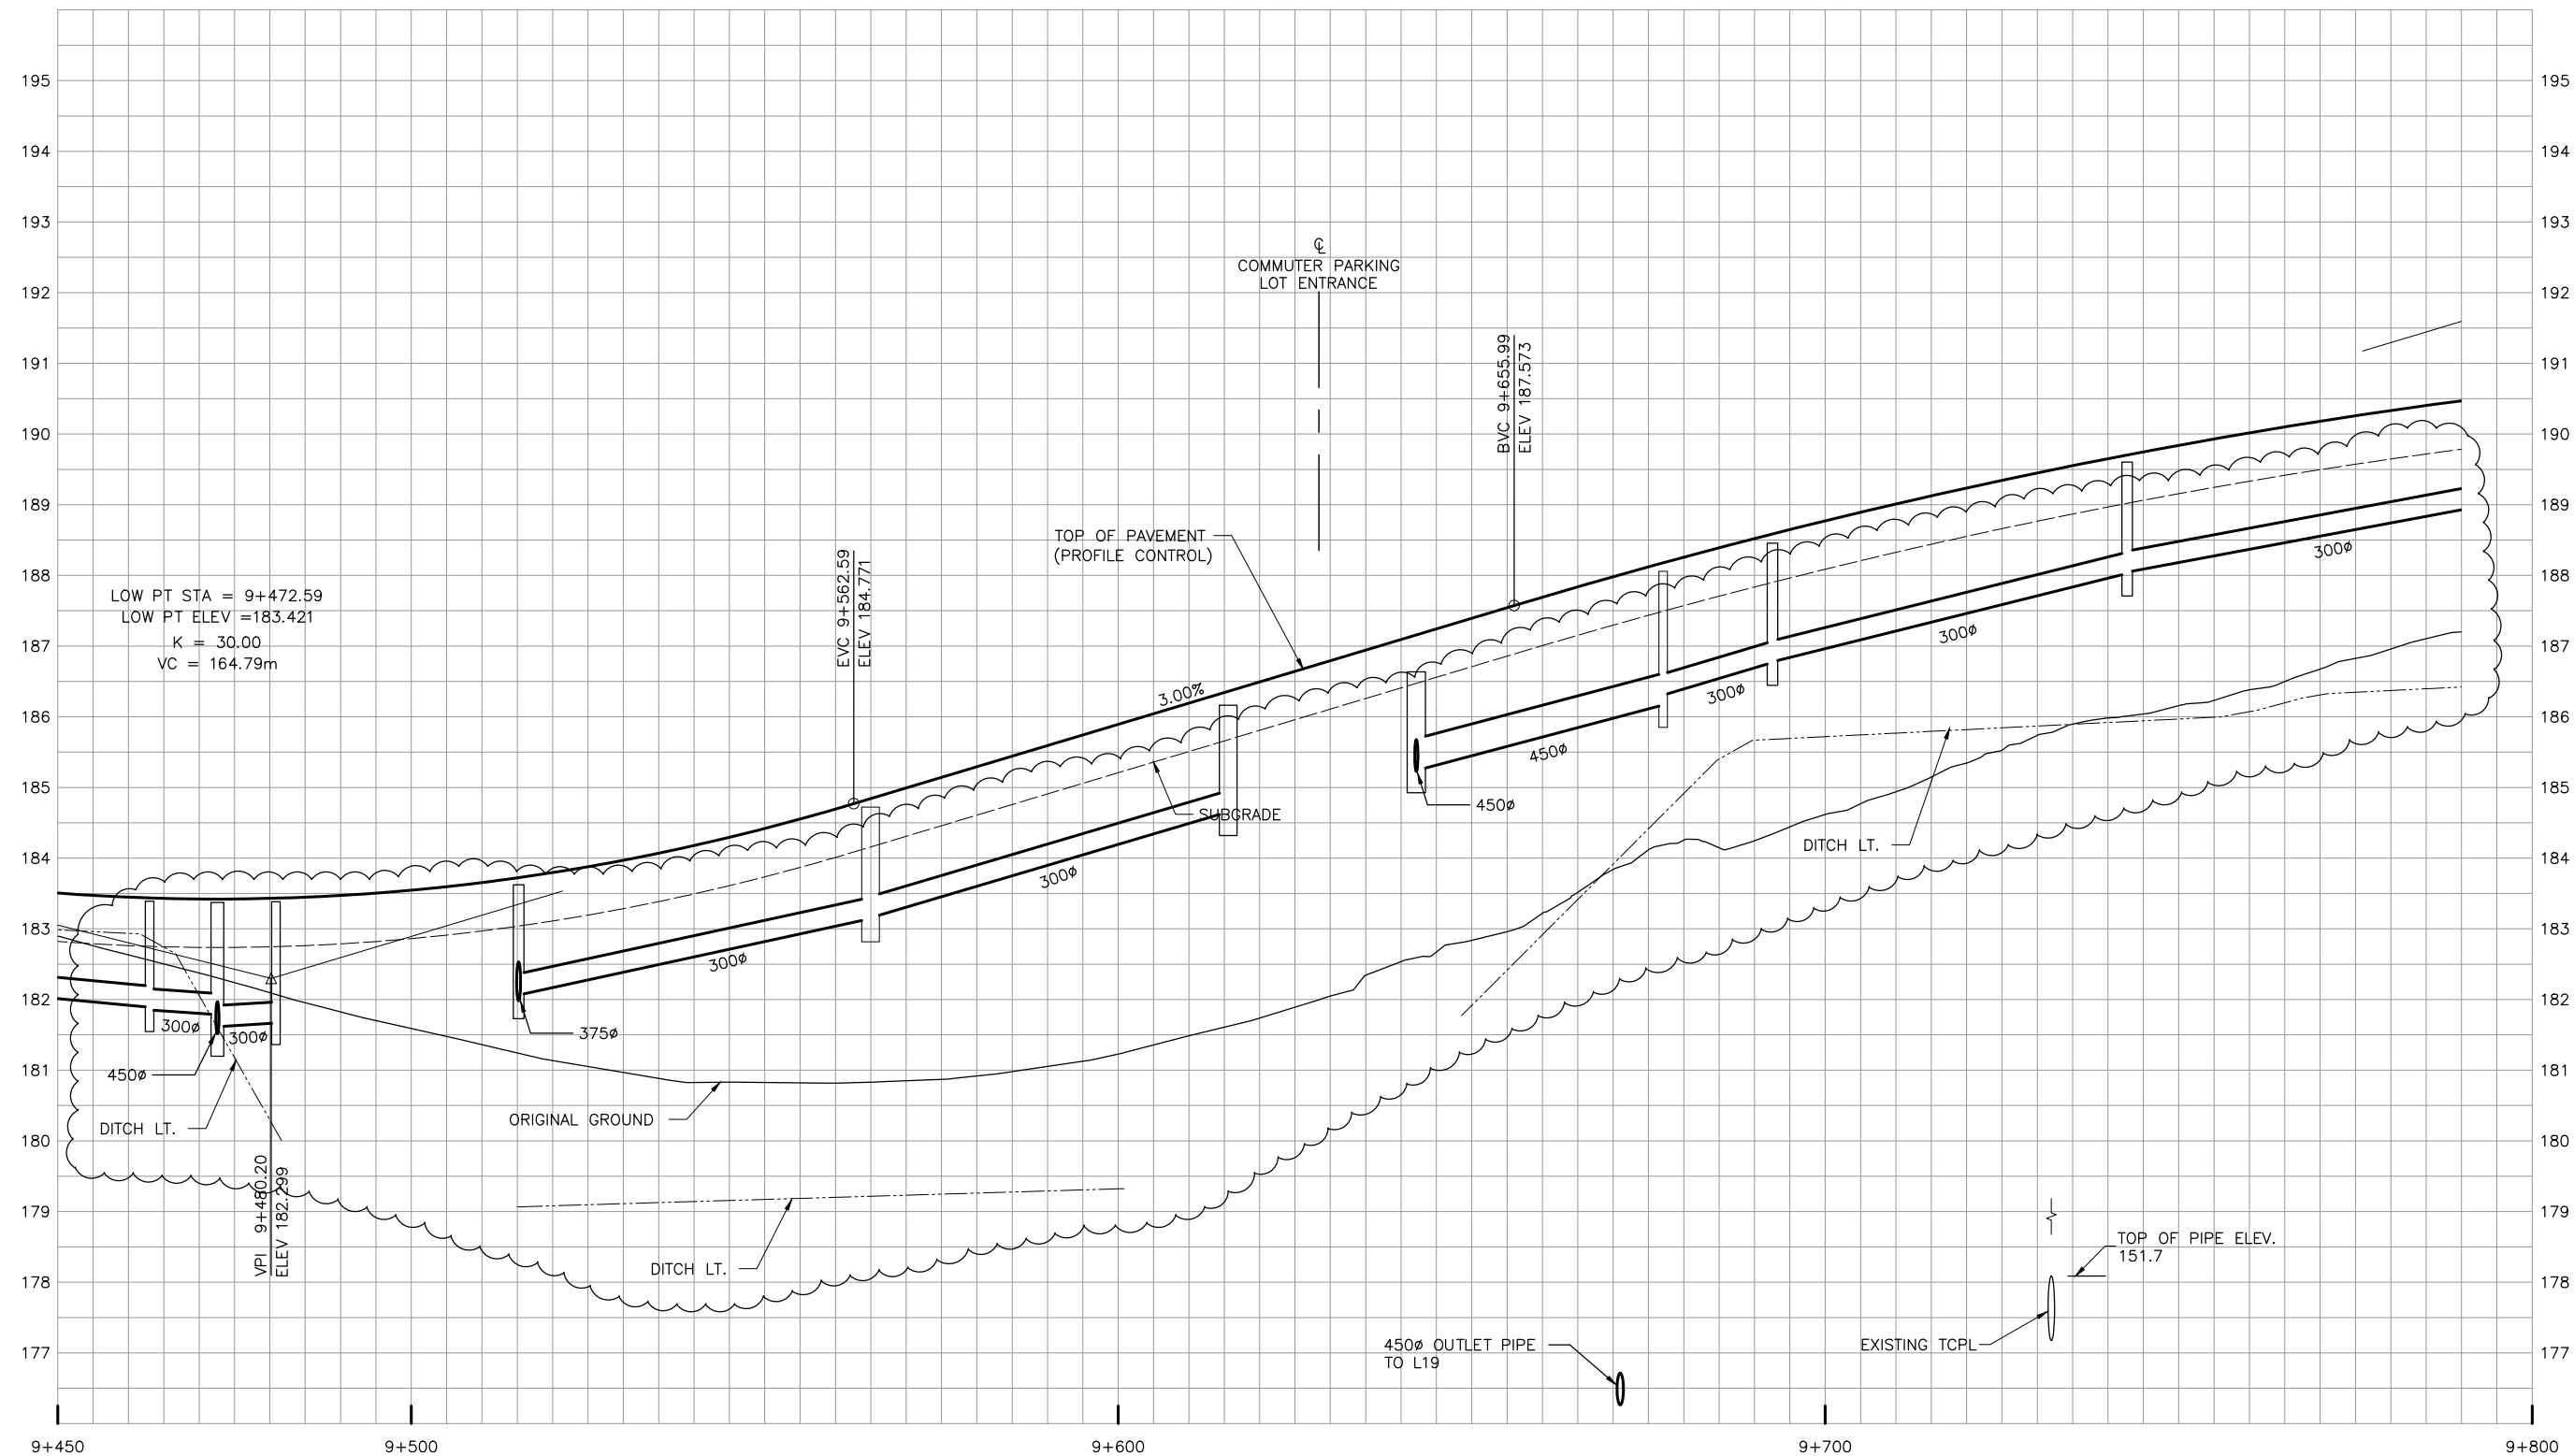 195
195
194
194
193
193
℄
COMMUTER PARKING
LOT ENTRANCE
192
192
BVC 9+655.99
ELEV 187.573
191
191
190
190
189
189
TOP OF PAVEMENT
(PROFILE CONTROL)
EVC 9+562.59
ELEV 184.771
300ø
188
188
LOW PT STA = 9+472.59
LOW PT ELEV =183.421
K = 30.00
VC = 164.79m
187
187
300ø
3.00%
300ø
186
186
450ø
185
185
450ø
SUBGRADE
DITCH LT.
184
184
300ø
183
183
300ø
182
182
300ø
300ø
375ø
181
181
450ø
ORIGINAL GROUND
DITCH LT.
180
180
VPI 9+480.20
ELEV 182.299
179
179
DITCH LT.
TOP OF PIPE ELEV.
151.7
178
178
450ø OUTLET PIPE
TO L19
EXISTING TCPL
177
177
9+450
9+500
9+600
9+700
9+800